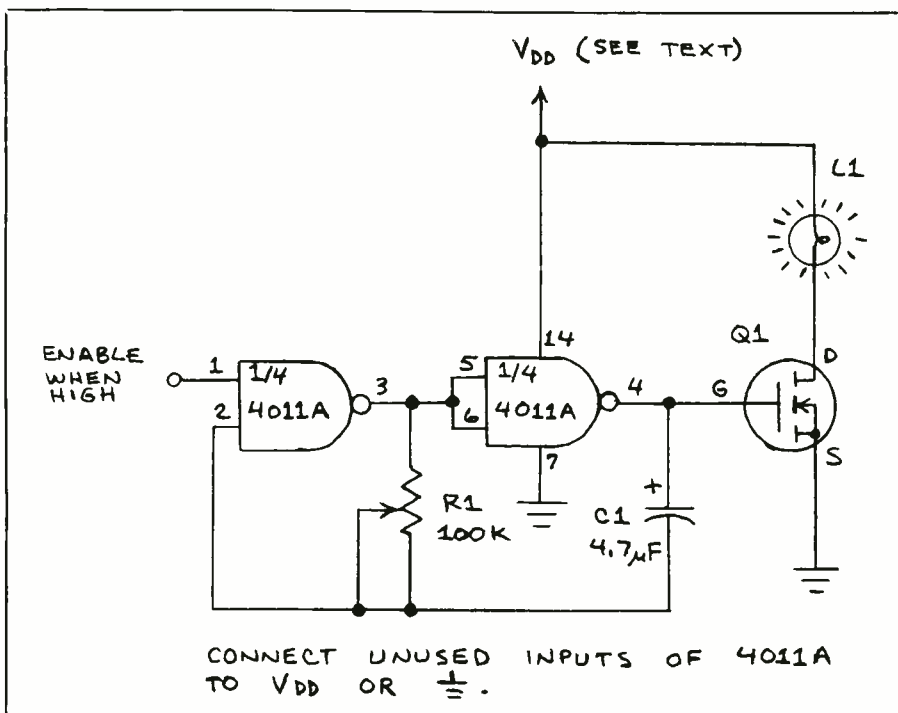 VDD (SEE TEXT)
L1
Q1
14
D
ENABLE
WHEN
HIGH
1
2
1/4
4011A
3
5
6
1/4
4011A
4
G
S
7
R1
100K
+
C1
4.7µF
CONNECT UNUSED INPUTS OF 4011A
TO VDD OR ⏚.